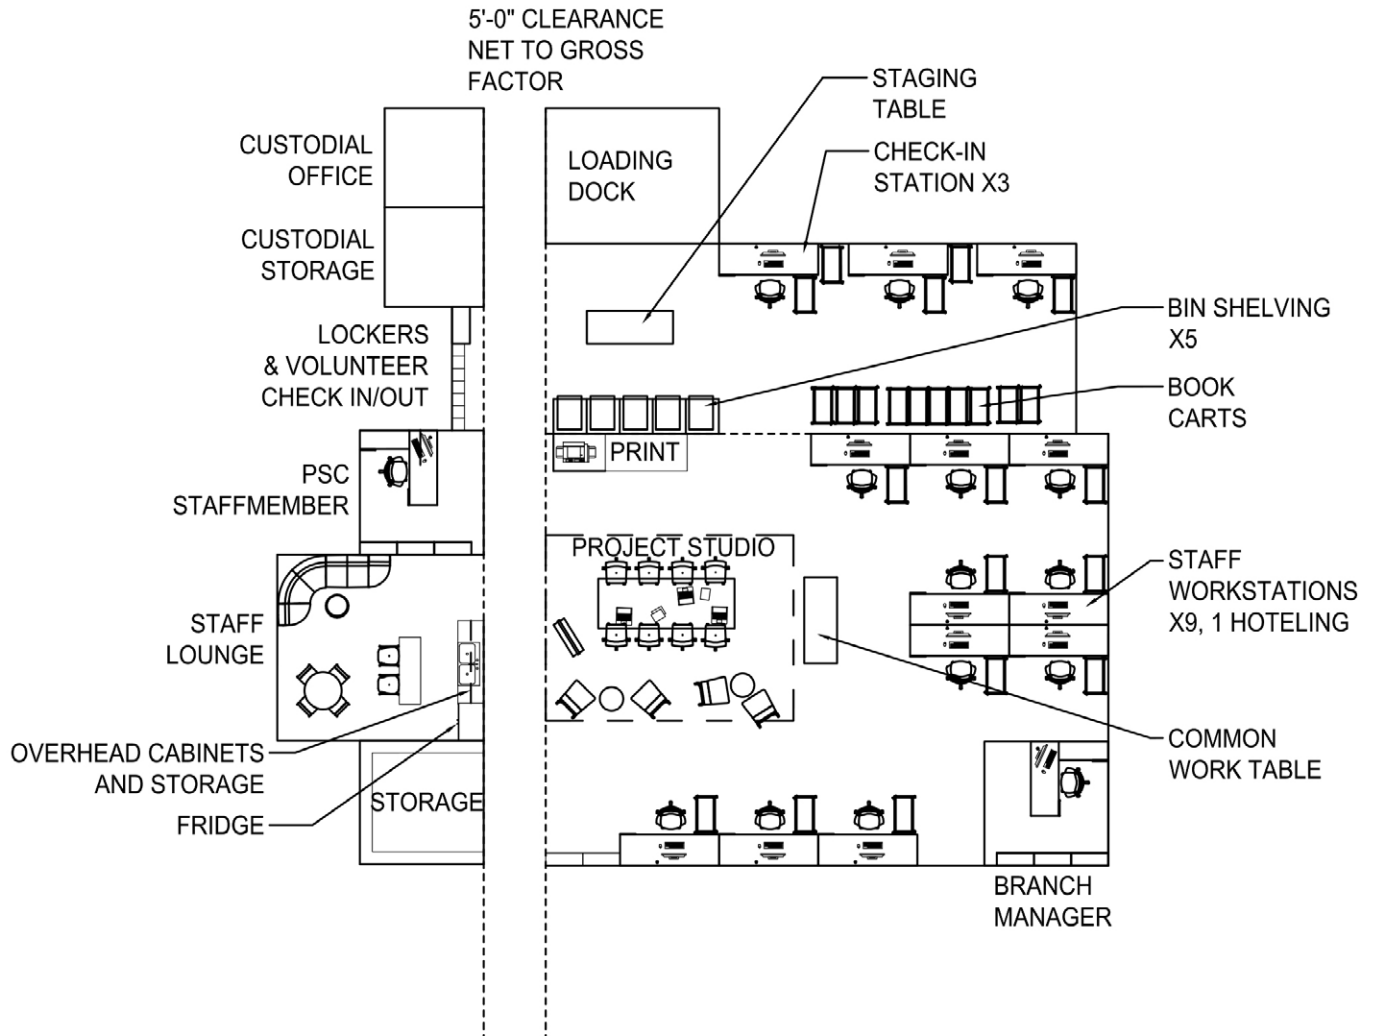 5'-0" CLEARANCE
NET TO GROSS
FACTOR
STAGING
TABLE
CUSTODIAL
OFFICE
LOADING
DOCK
CHECK-IN
STATION X3
CUSTODIAL
STORAGE
BIN SHELVING
X5
LOCKERS
& VOLUNTEER
CHECK IN/OUT
BOOK
CARTS
PRINT
PSC
STAFFMEMBER
PROJECT STUDIO
STAFF
WORKSTATIONS
X9, 1 HOTELING
STAFF
LOUNGE
OVERHEAD CABINETS
AND STORAGE
COMMON
WORK TABLE
STORAGE
FRIDGE
BRANCH
MANAGER